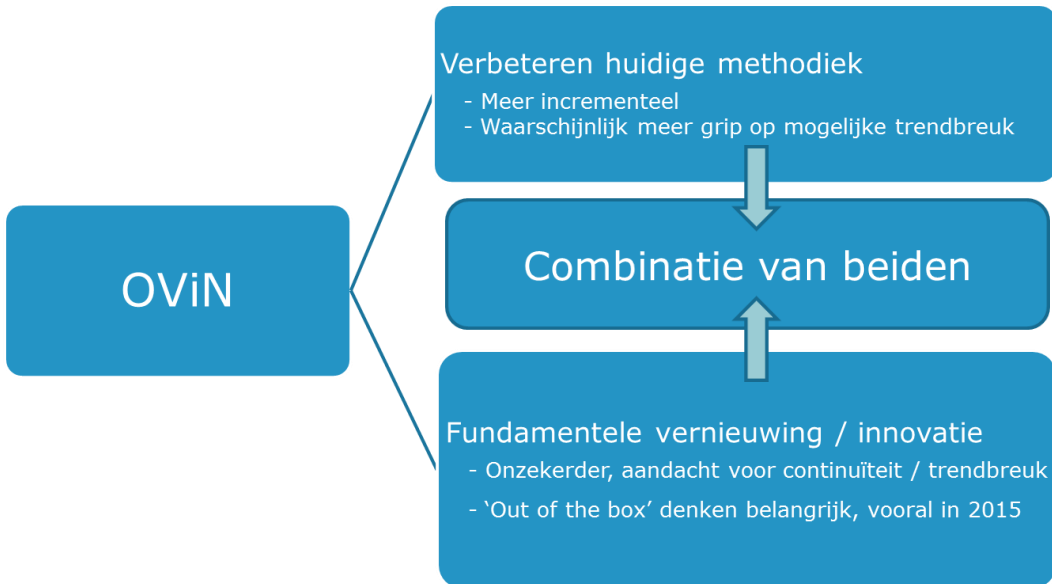 OViN
Verbeteren huidige methodiek
- Meer incrementeel
- Waarschijnlijk meer grip op mogelijke trendbreuk
Combinatie van beiden
Fundamentele vernieuwing / innovatie
- Onzekerder, aandacht voor continuïteit / trendbreuk
- ‘Out of the box’ denken belangrijk, vooral in 2015